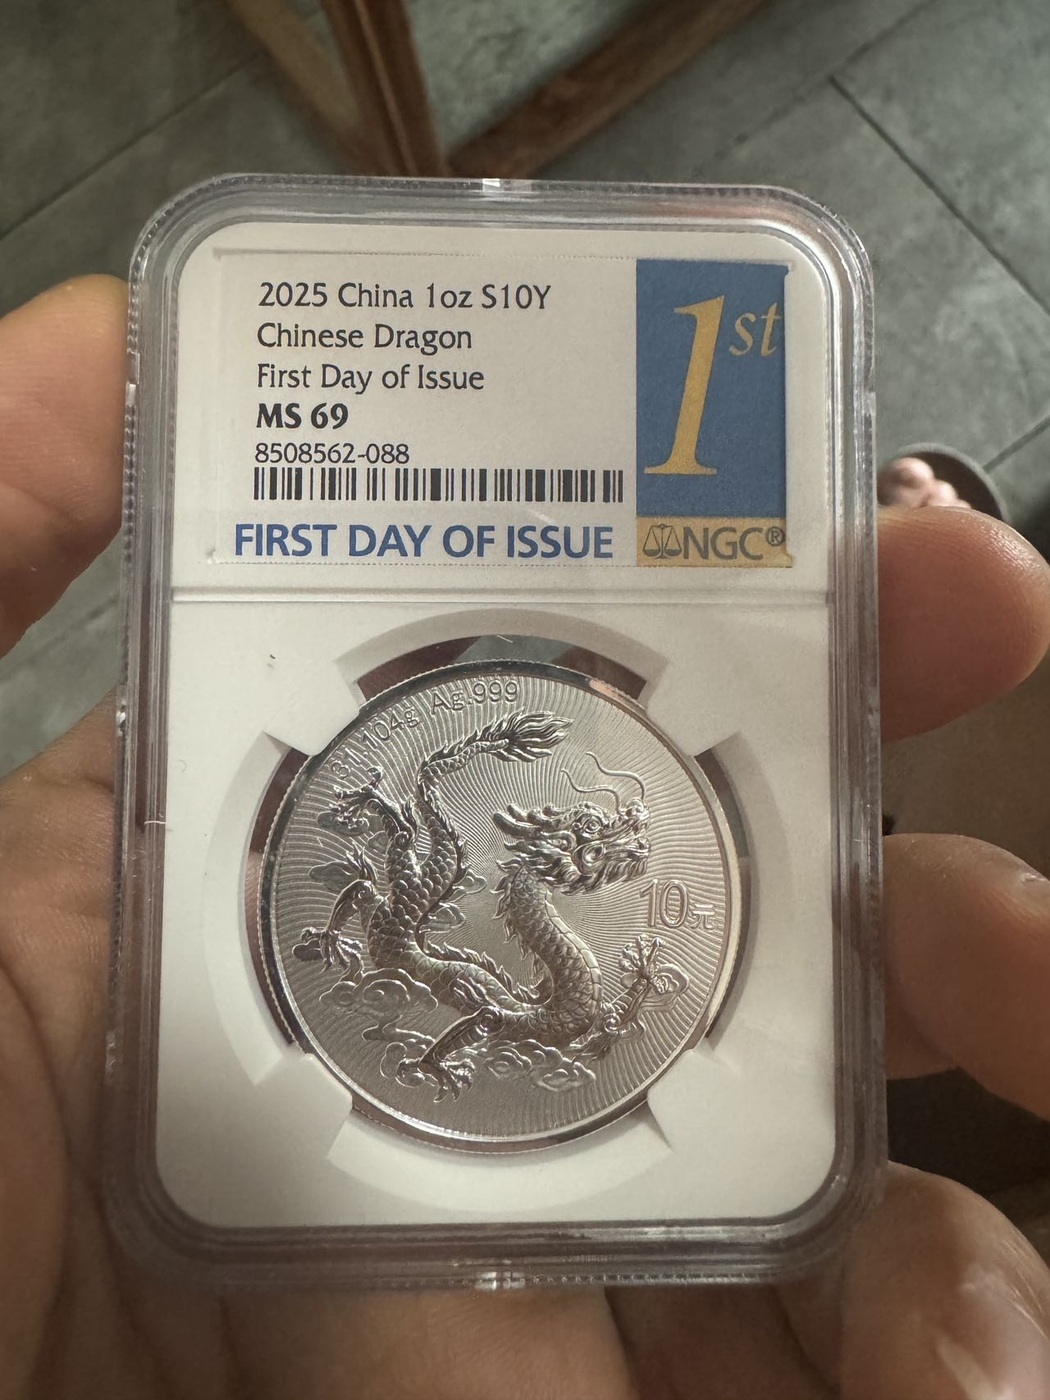 2025 China 1oz S10Y
Chinese Dragon
First Day of Issue
MS 69
8508562-088
FIRST DAY OF ISSUE
1st
NGC®
31.104g Ag.999
10元